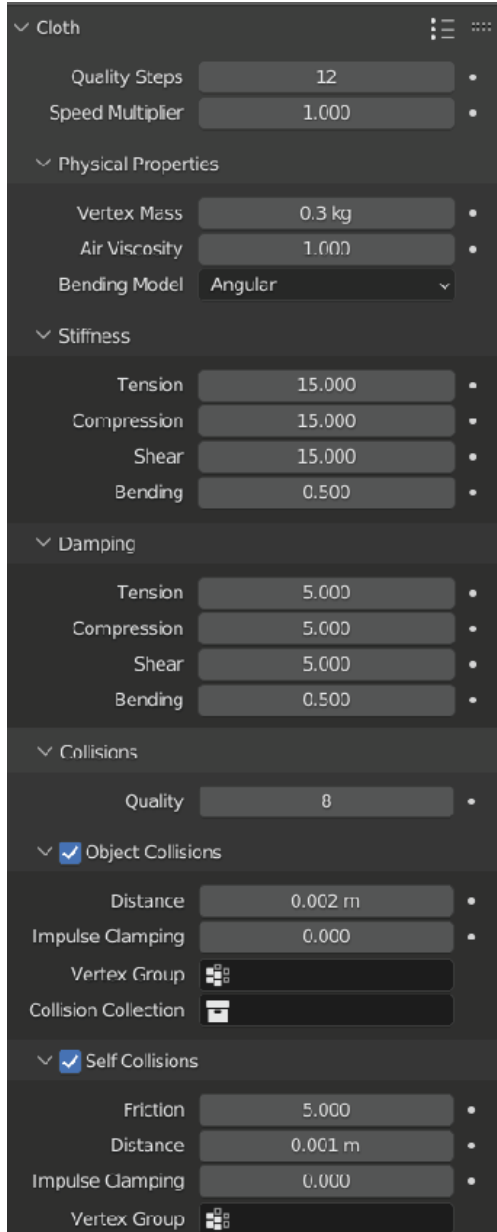 Cloth
Quality Steps 12
Speed Multiplier 1.000
Physical Properties
Vertex Mass 0.3 kg
Air Viscosity 1.000
Bending Model Angular
Stiffness
Tension 15.000
Compression 15.000
Shear 15.000
Bending 0.500
Damping
Tension 5.000
Compression 5.000
Shear 5.000
Bending 0.500
Collisions
Quality 8
Object Collisions
Distance 0.002 m
Impulse Clamping 0.000
Vertex Group
Collision Collection
Self Collisions
Friction 5.000
Distance 0.001 m
Impulse Clamping 0.000
Vertex Group